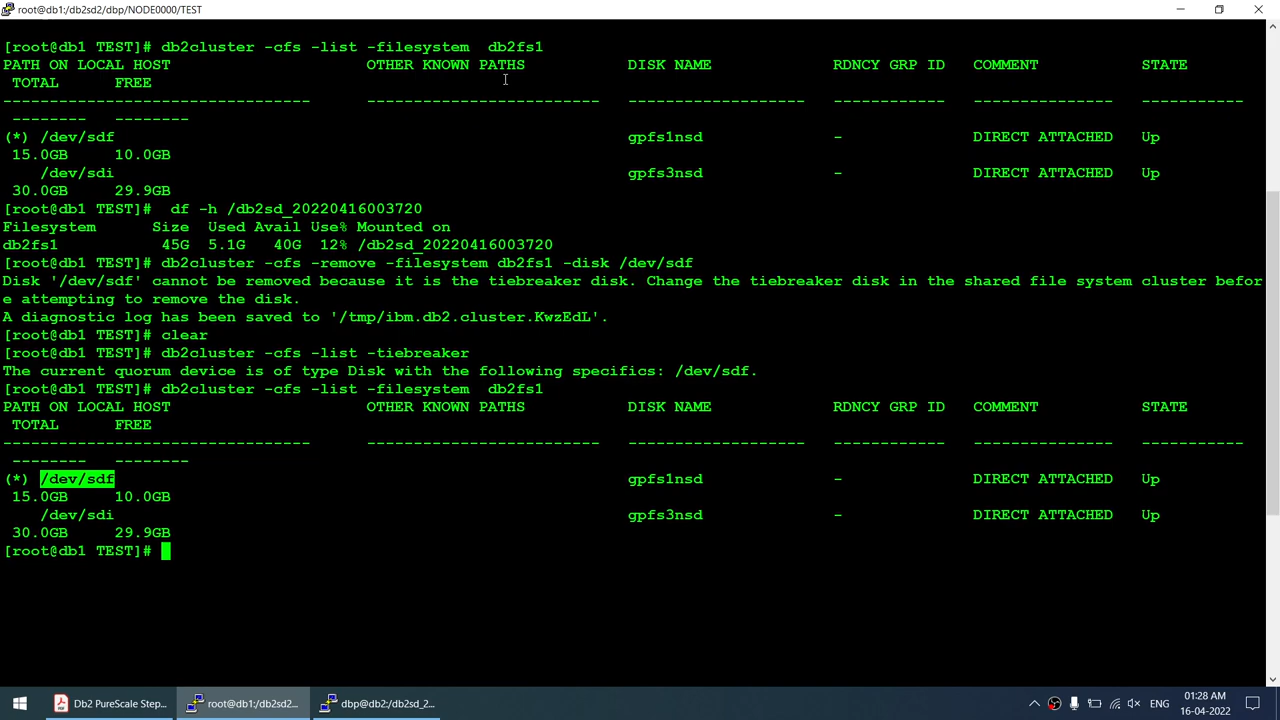 root@db1:/db2sd2/dbp/NODE0000/TEST
[root@db1 TEST]# db2cluster -cfs -list -filesystem  db2fs1
PATH ON LOCAL HOST                     OTHER KNOWN PATHS           DISK NAME             RDNCY GRP ID   COMMENT           STATE
 TOTAL      FREE
---------------------------------      -------------------------   -------------------   ------------   ---------------   -----------
 --------   --------
(*) /dev/sdf                                                       gpfs1nsd              -              DIRECT ATTACHED   Up
 15.0GB     10.0GB
    /dev/sdi                                                       gpfs3nsd              -              DIRECT ATTACHED   Up
 30.0GB     29.9GB
[root@db1 TEST]#  df -h /db2sd_20220416003720
Filesystem      Size  Used Avail Use% Mounted on
db2fs1           45G  5.1G   40G  12% /db2sd_20220416003720
[root@db1 TEST]# db2cluster -cfs -remove -filesystem db2fs1 -disk /dev/sdf
Disk '/dev/sdf' cannot be removed because it is the tiebreaker disk. Change the tiebreaker disk in the shared file system cluster befor
e attempting to remove the disk.
A diagnostic log has been saved to '/tmp/ibm.db2.cluster.KwzEdL'.
[root@db1 TEST]# clear
[root@db1 TEST]# db2cluster -cfs -list -tiebreaker
The current quorum device is of type Disk with the following specifics: /dev/sdf.
[root@db1 TEST]# db2cluster -cfs -list -filesystem  db2fs1
PATH ON LOCAL HOST                     OTHER KNOWN PATHS           DISK NAME             RDNCY GRP ID   COMMENT           STATE
 TOTAL      FREE
---------------------------------      -------------------------   -------------------   ------------   ---------------   -----------
 --------   --------
(*) /dev/sdf                                                       gpfs1nsd              -              DIRECT ATTACHED   Up
 15.0GB     10.0GB
    /dev/sdi                                                       gpfs3nsd              -              DIRECT ATTACHED   Up
 30.0GB     29.9GB
[root@db1 TEST]#
Db2 PureScale Step...
root@db1:/db2sd2...
dbp@db2:/db2sd_2...
ENG
01:28 AM
16-04-2022